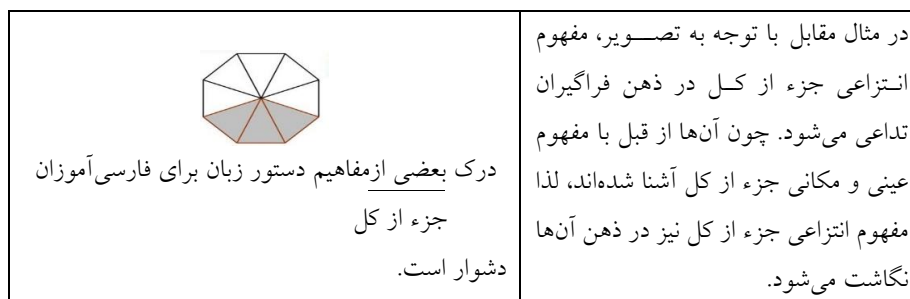 در مثال مقابل با توجه به تصویر، مفهوم
انتزاعی جزء از کل در ذهن فراگیران
تداعی می‌شود. چون آن‌ها از قبل با مفهوم
عینی و مکانی جزء از کل آشنا شده‌اند، لذا
مفهوم انتزاعی جزء از کل نیز در ذهن آن‌ها
نگاشت می‌شود.
درک بعضی ازمفاهیم دستور زبان برای فارسی‌آموزان
جزء از کل
دشوار است.